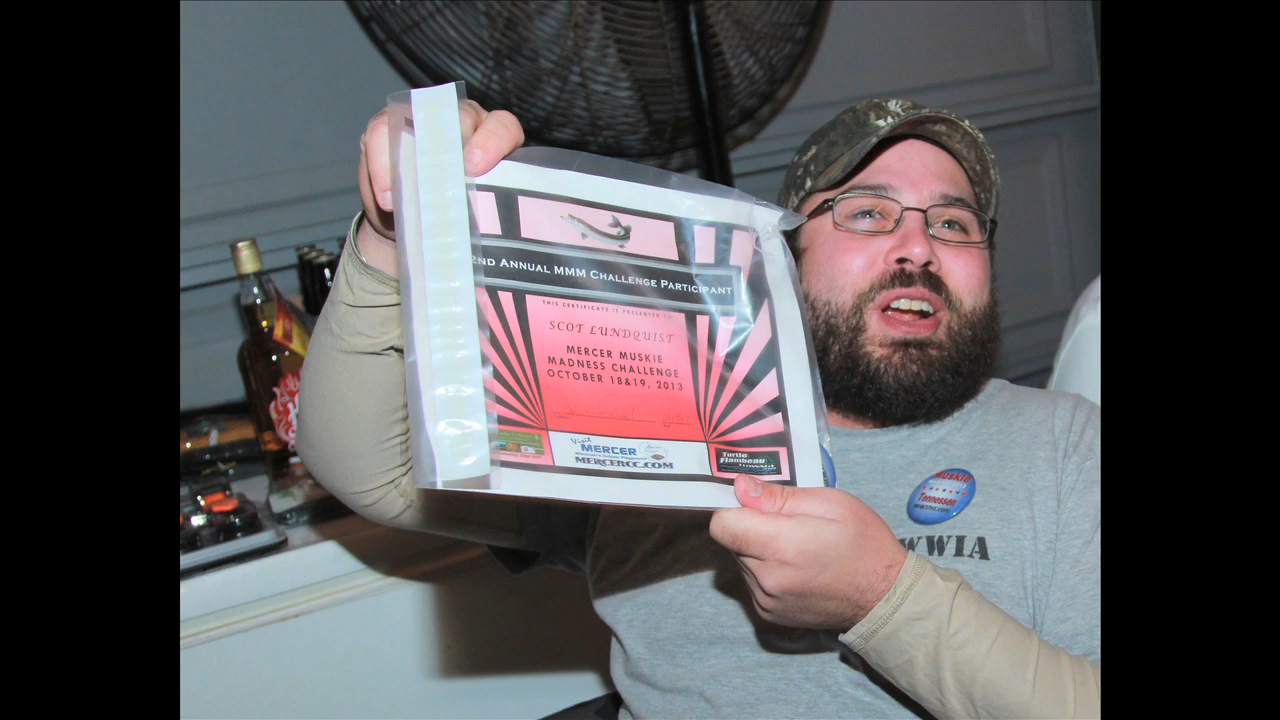 2nd Annual MMM Challenge Participant
THIS CERTIFICATE IS PRESENTED TO:
SCOT LUNDQUIST
MERCER MUSKIE
MADNESS CHALLENGE
OCTOBER 18&19, 2013
Visit
MERCER
MERCERCC.COM
Turtle
Flambeau
MUSKIE
Tennessee
WWIA